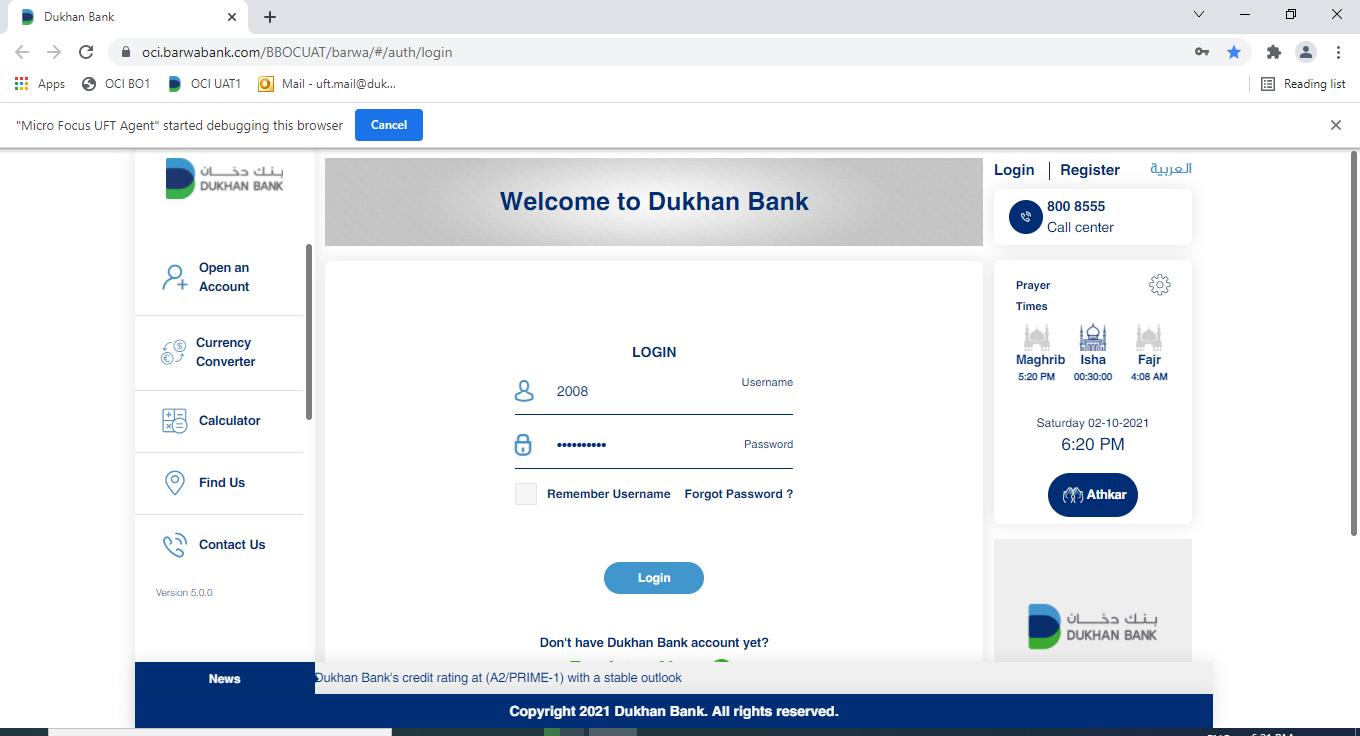 Dukhan Bank
oci.barwabank.com/BBOCUAT/barwa/#/auth/login
Apps OCI BO1 OCI UAT1 Mail - uft.mail@duk... Reading list
"Micro Focus UFT Agent" started debugging this browser Cancel
بنك دخان
DUKHAN BANK
Open an
Account
Currency
Converter
Calculator
Find Us
Contact Us
Version 5.0.0
Welcome to Dukhan Bank
LOGIN
2008 Username
Password
Remember Username Forgot Password ?
Login
Don't have Dukhan Bank account yet?
Login | Register العربية
800 8555
Call center
Prayer
Times
Maghrib Isha Fajr
5:20 PM 00:30:00 4:08 AM
Saturday 02-10-2021
6:20 PM
Athkar
بنك دخان
DUKHAN BANK
News Dukhan Bank's credit rating at (A2/PRIME-1) with a stable outlook
Copyright 2021 Dukhan Bank. All rights reserved.